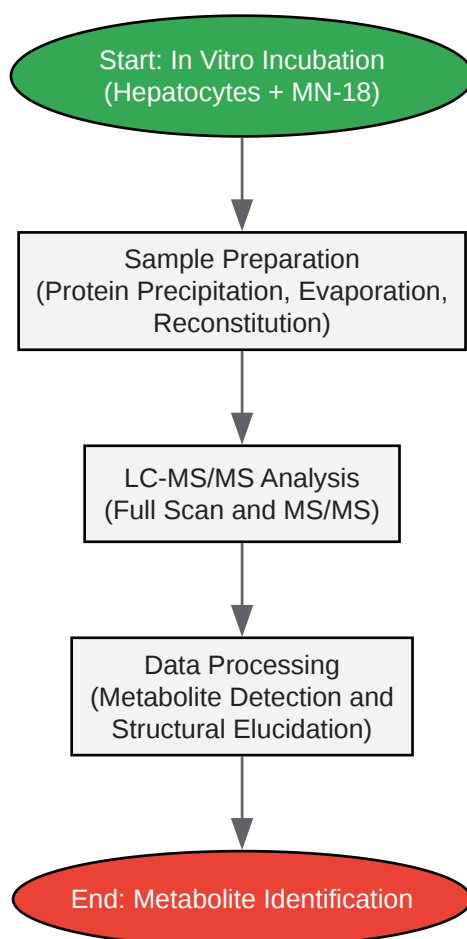 Start: In Vitro Incubation
(Hepatocytes + MN-18)
Sample Preparation
(Protein Precipitation, Evaporation,
Reconstitution)
LC-MS/MS Analysis
(Full Scan and MS/MS)
Data Processing
(Metabolite Detection and
Structural Elucidation)
End: Metabolite Identification